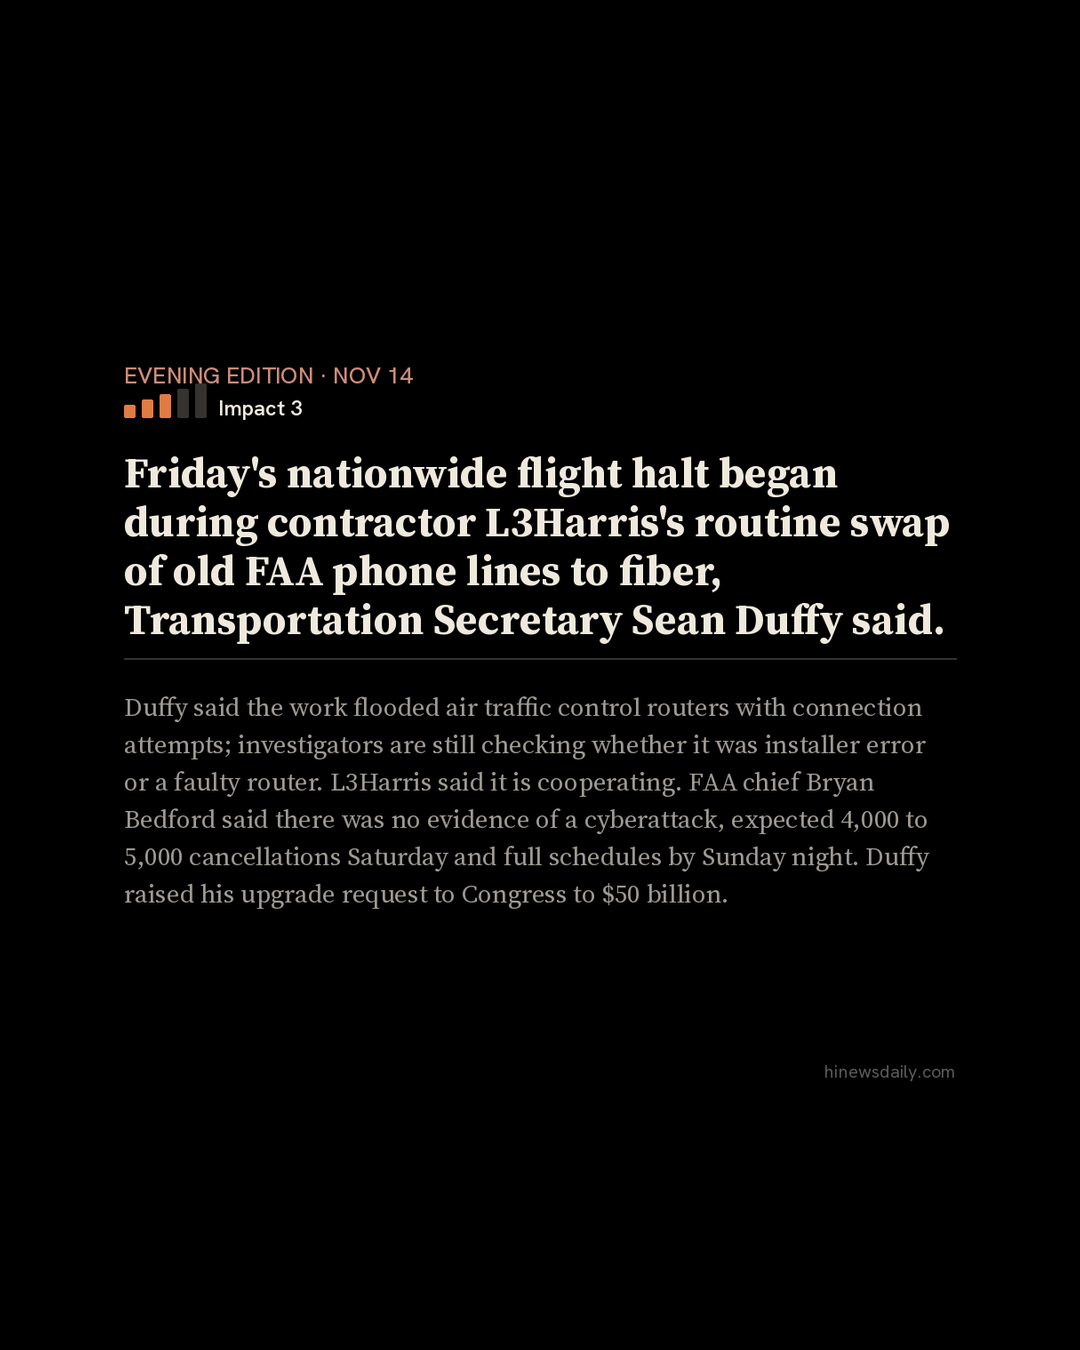 EVENING EDITION · NOV 14
Impact 3
Friday's nationwide flight halt began
during contractor L3Harris's routine swap
of old FAA phone lines to fiber,
Transportation Secretary Sean Duffy said.
Duffy said the work flooded air traffic control routers with connection
attempts; investigators are still checking whether it was installer error
or a faulty router. L3Harris said it is cooperating. FAA chief Bryan
Bedford said there was no evidence of a cyberattack, expected 4,000 to
5,000 cancellations Saturday and full schedules by Sunday night. Duffy
raised his upgrade request to Congress to $50 billion.
hinewsdaily.com